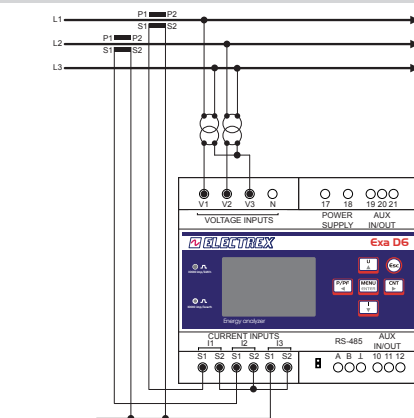 L1 P1 P2
S1 S2
L2 P1 P2
S1 S2
L3
V1 V2 V3 N 17 18 19 20 21
VOLTAGE INPUTS POWER SUPPLY AUX IN/OUT
ELECTREX Exa D6
U Esc
P/PF MENU ENTER CNT
I
Energy analyzer
CURRENT INPUTS
I1 I2 I3 RS-485 AUX IN/OUT
S1 S2 S1 S2 S1 S2 A B ⊥ 10 11 12